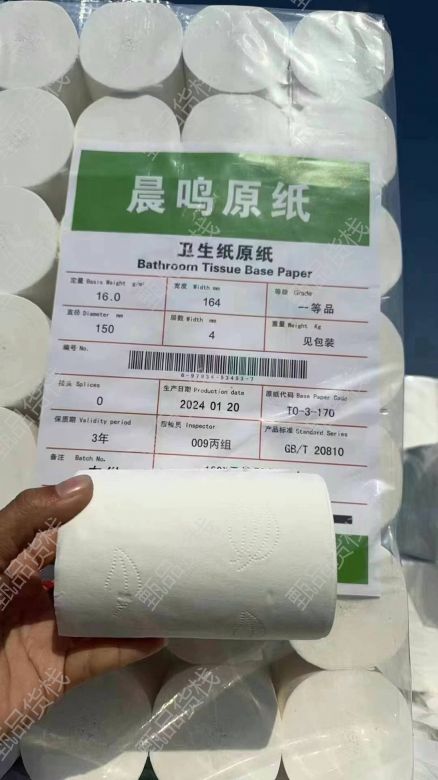 晨鸣原纸
卫生纸原纸
Bathroom Tissue Base Paper
定量 Basis Weight g/m² 宽度 Width mm 等级 Grade
16.0 164 一等品
直径 Diameter mm 层数 Width mm 重量 Weight Kg
150 4 见包装
编号 No.
拉头 Splices 生产日期 Production date 原纸代码 Base Paper Code
0 2024 01 20 TO-3-170
保质期 Validity period 检验员 Inspector 产品标准 Standard Series
3年 009丙组 GB/T 20810
备注 Batch No.
甄品货栈